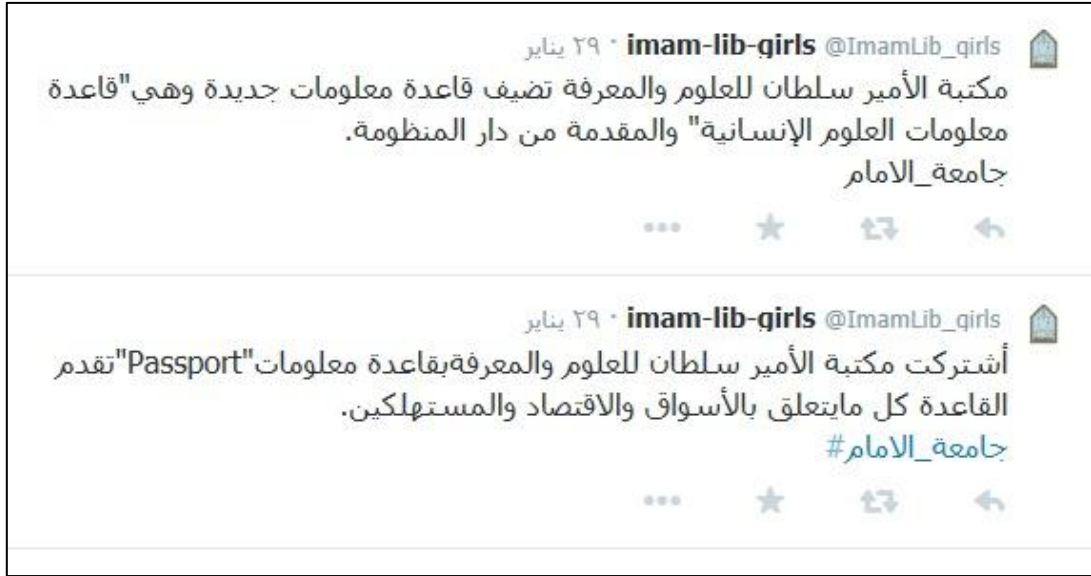 imam-lib-girls @ImamLib_girls · ٢٩ يناير
مكتبة الأمير سلطان للعلوم والمعرفة تضيف قاعدة معلومات جديدة وهي"قاعدة
معلومات العلوم الإنسانية" والمقدمة من دار المنظومة.
جامعة_الامام
imam-lib-girls @ImamLib_girls · ٢٩ يناير
أشتركت مكتبة الأمير سلطان للعلوم والمعرفةبقاعدة معلومات"Passport"تقدم
القاعدة كل مايتعلق بالأسواق والاقتصاد والمستهلكين.
جامعة_الامام#